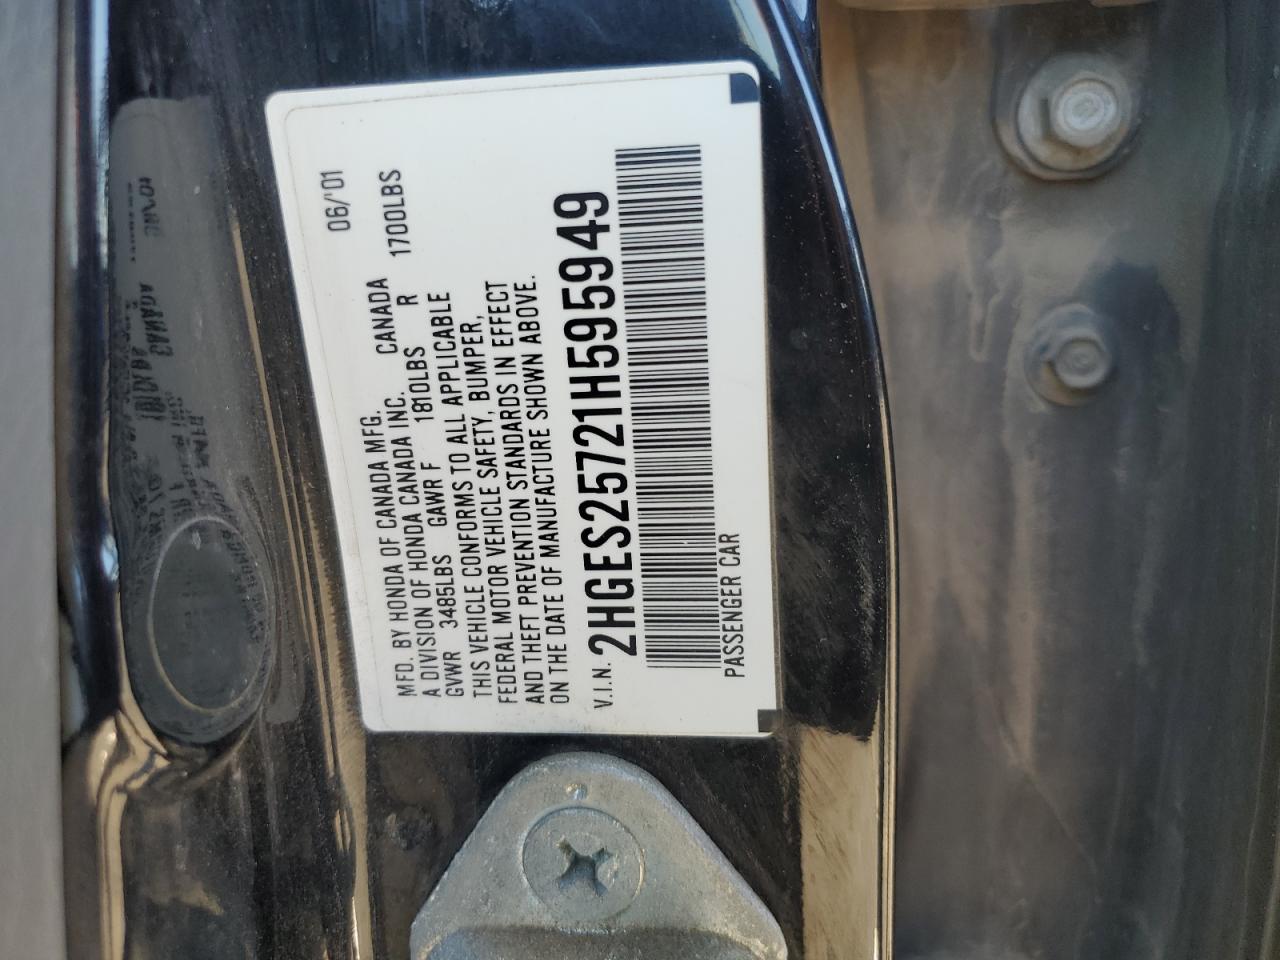 MFD. BY HONDA OF CANADA MFG. CANADA 06/'01
A DIVISION OF HONDA CANADA INC.
GVWR 3485LBS GAWR F 1810LBS R 1700LBS
THIS VEHICLE CONFORMS TO ALL APPLICABLE
FEDERAL MOTOR VEHICLE SAFETY, BUMPER,
AND THEFT PREVENTION STANDARDS IN EFFECT
ON THE DATE OF MANUFACTURE SHOWN ABOVE.
V.I.N. 2HGES25721H595949
PASSENGER CAR